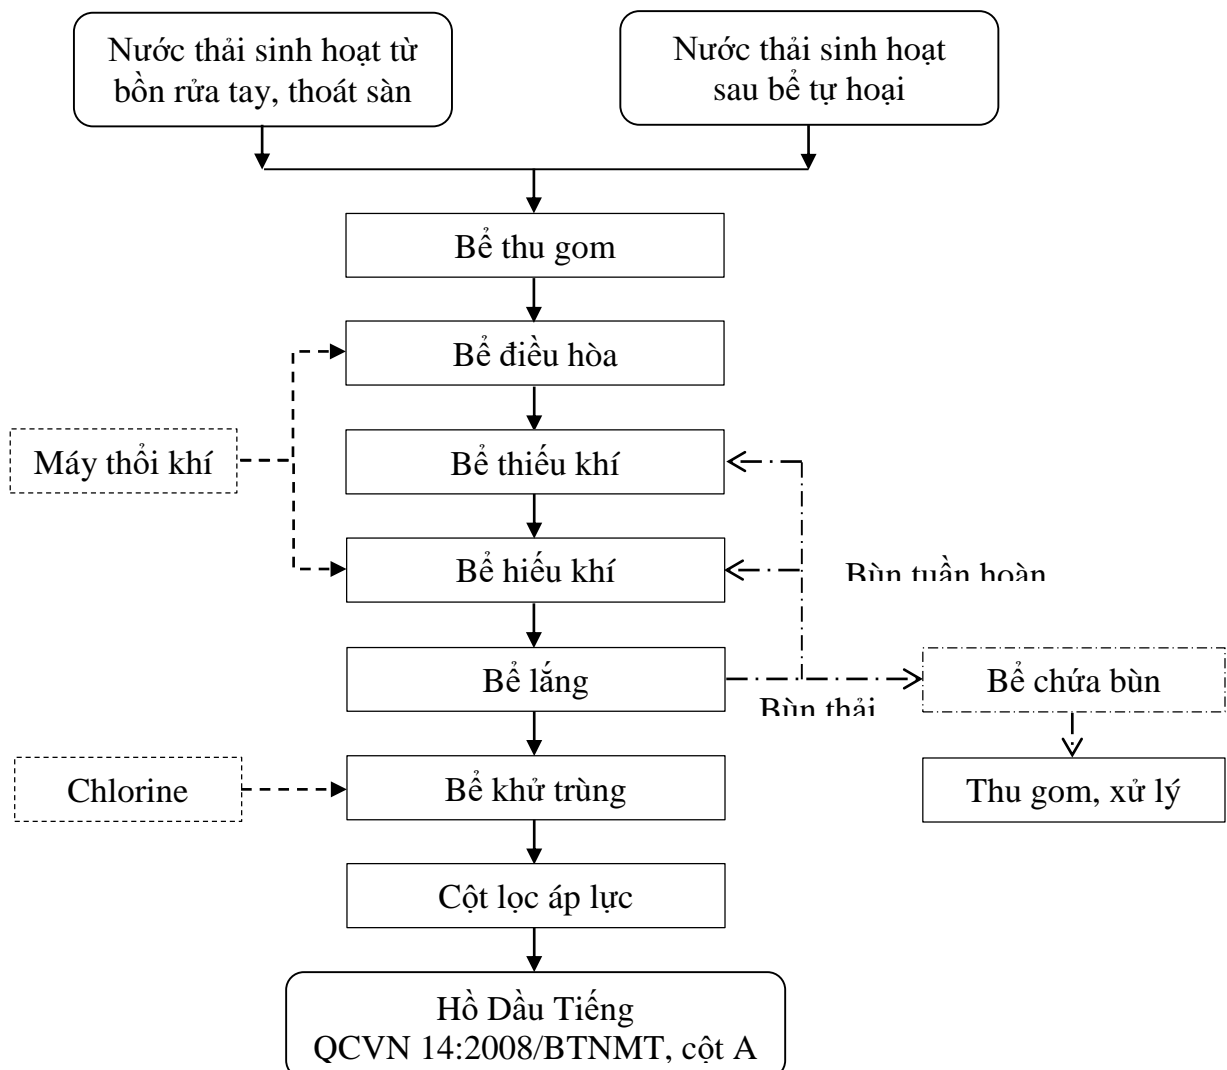 Nước thải sinh hoạt từ
bồn rửa tay, thoát sàn
Nước thải sinh hoạt
sau bể tự hoại
Bể thu gom
Bể điều hòa
Máy thổi khí
Bể thiếu khí
Bể hiếu khí
Bùn tuần hoàn
Bể lắng
Bùn thải
Bể chứa bùn
Chlorine
Bể khử trùng
Thu gom, xử lý
Cột lọc áp lực
Hồ Dầu Tiếng
QCVN 14:2008/BTNMT, cột A